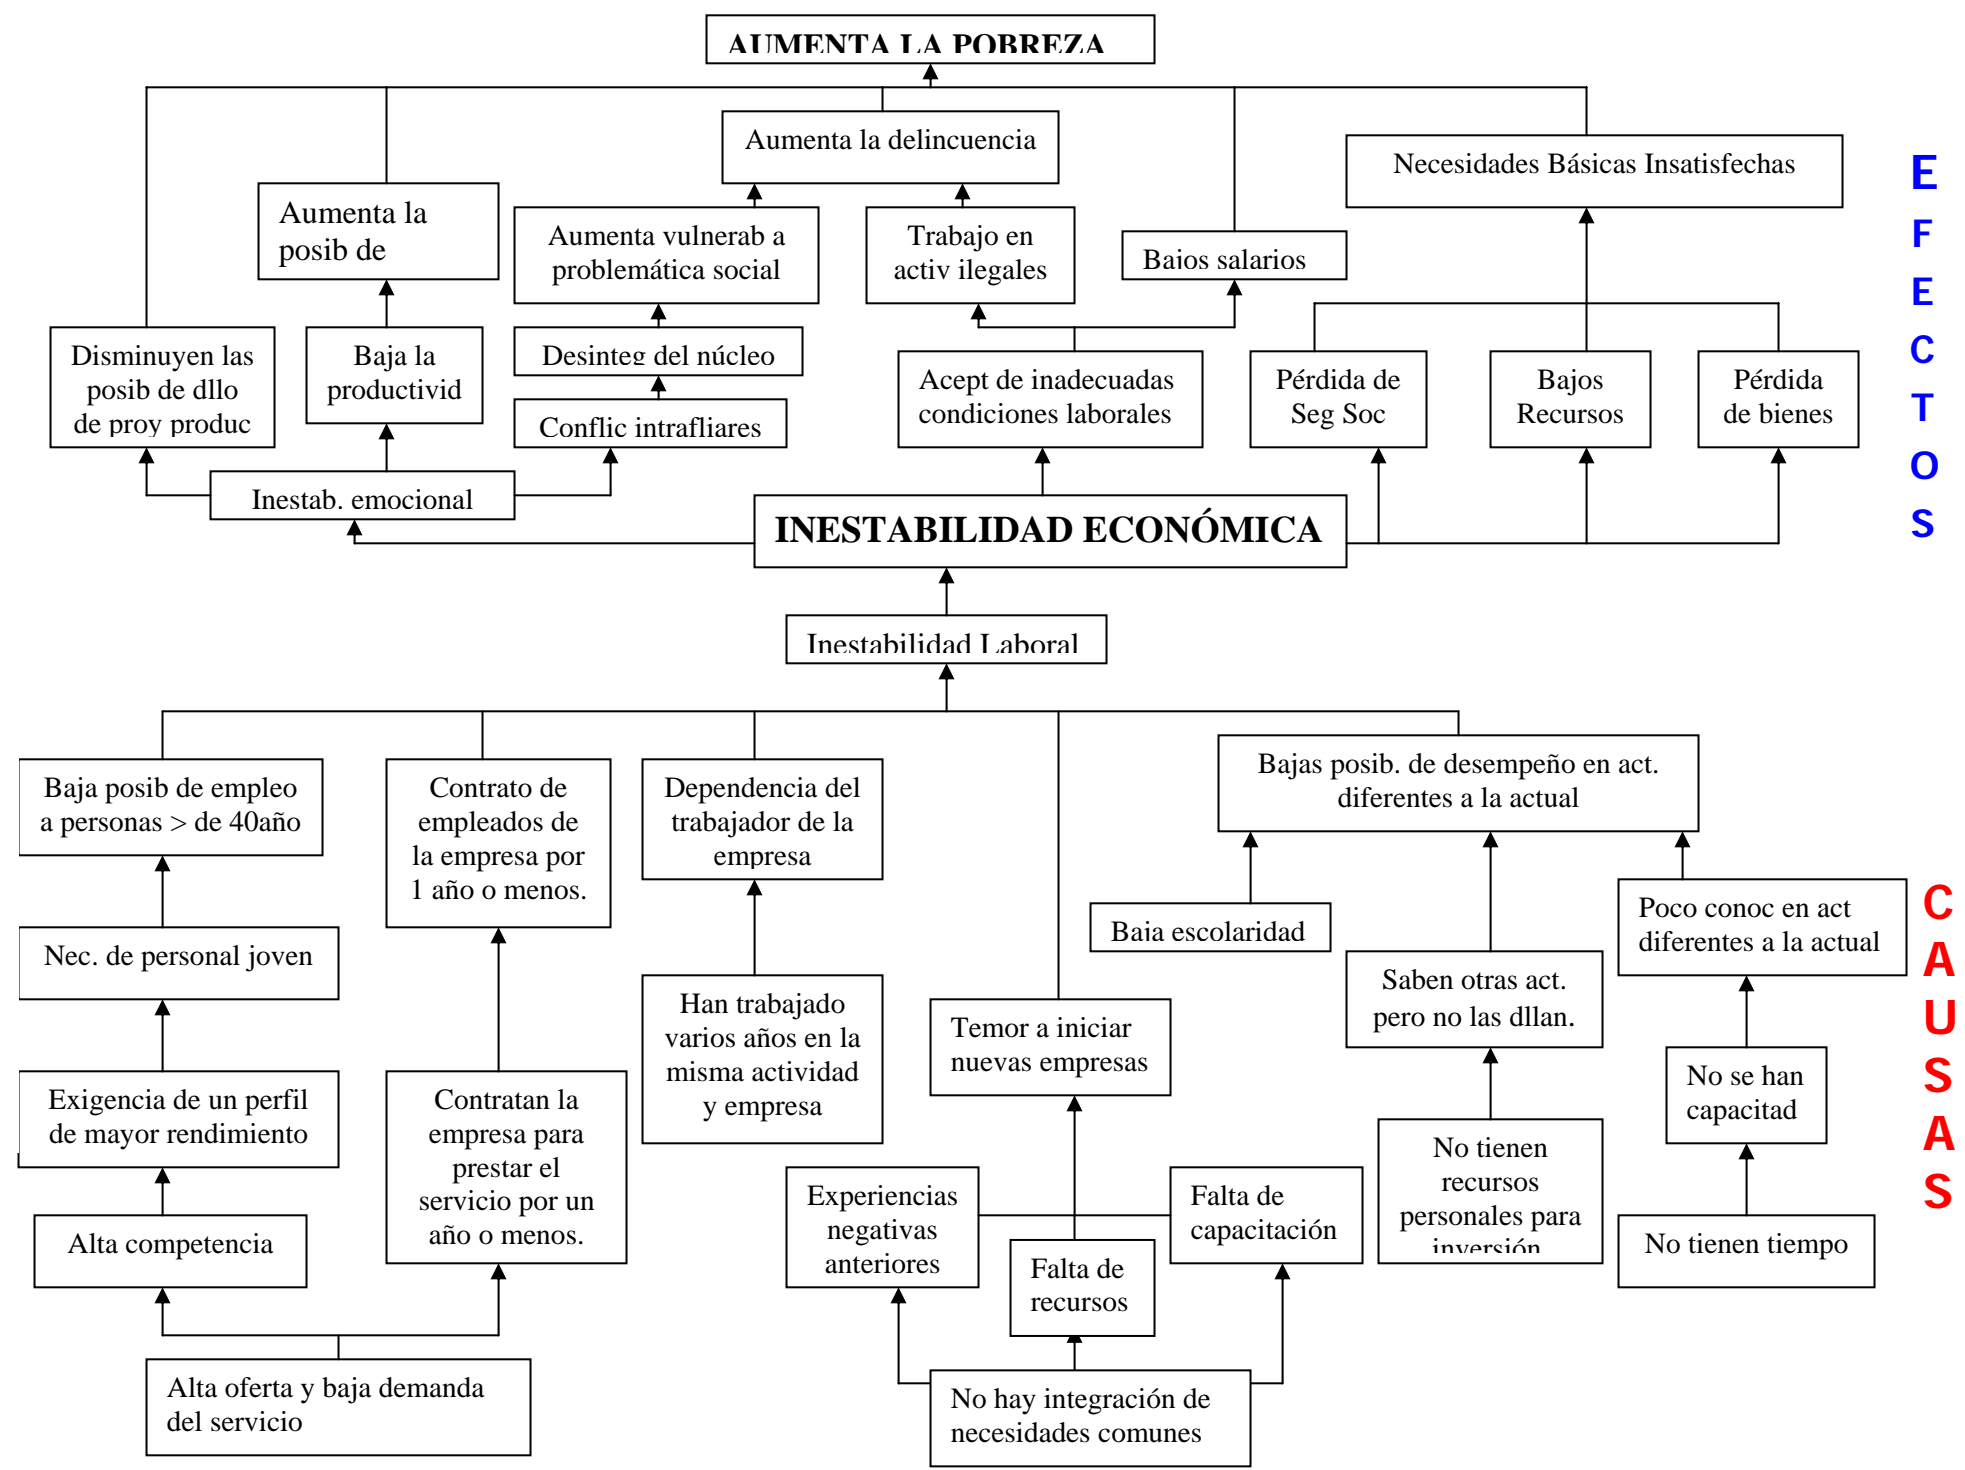 AUMENTA LA POBREZA
Aumenta la delincuencia
Necesidades Básicas Insatisfechas
Aumenta la
posib de
Aumenta vulnerab a
problemática social
Trabajo en
activ ilegales
Bajos salarios
Disminuyen las
posib de dllo
de proy produc
Baja la
productivid
Desinteg del núcleo
Conflic intrafliares
Acept de inadecuadas
condiciones laborales
Pérdida de
Seg Soc
Bajos
Recursos
Pérdida
de bienes
Inestab. emocional
INESTABILIDAD ECONÓMICA
E
F
E
C
T
O
S
Inestabilidad Laboral
Baja posib de empleo
a personas > de 40año
Contrato de
empleados de
la empresa por
1 año o menos.
Dependencia del
trabajador de la
empresa
Bajas posib. de desempeño en act.
diferentes a la actual
Nec. de personal joven
Baja escolaridad
Poco conoc en act
diferentes a la actual
Han trabajado
varios años en la
misma actividad
y empresa
Temor a iniciar
nuevas empresas
Saben otras act.
pero no las dllan.
Exigencia de un perfil
de mayor rendimiento
Contratan la
empresa para
prestar el
servicio por un
año o menos.
No se han
capacitad
No tienen
recursos
personales para
inversión
Alta competencia
Experiencias
negativas
anteriores
Falta de
recursos
Falta de
capacitación
No tienen tiempo
Alta oferta y baja demanda
del servicio
No hay integración de
necesidades comunes
C
A
U
S
A
S